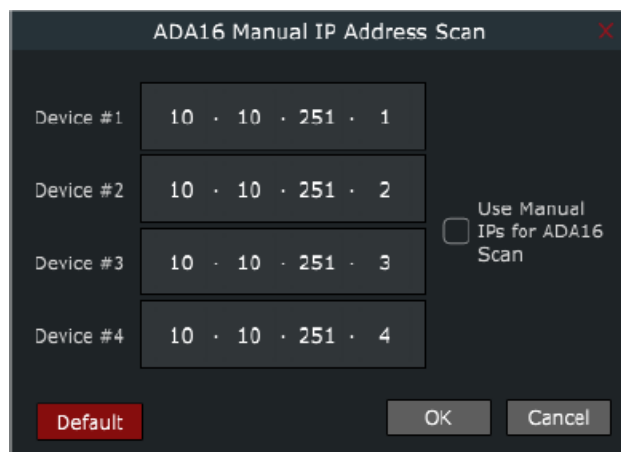 ADA16 Manual IP Address Scan X
Device #1 10 . 10 . 251 . 1
Device #2 10 . 10 . 251 . 2
Use Manual
IPs for ADA16
Scan
Device #3 10 . 10 . 251 . 3
Device #4 10 . 10 . 251 . 4
Default OK Cancel